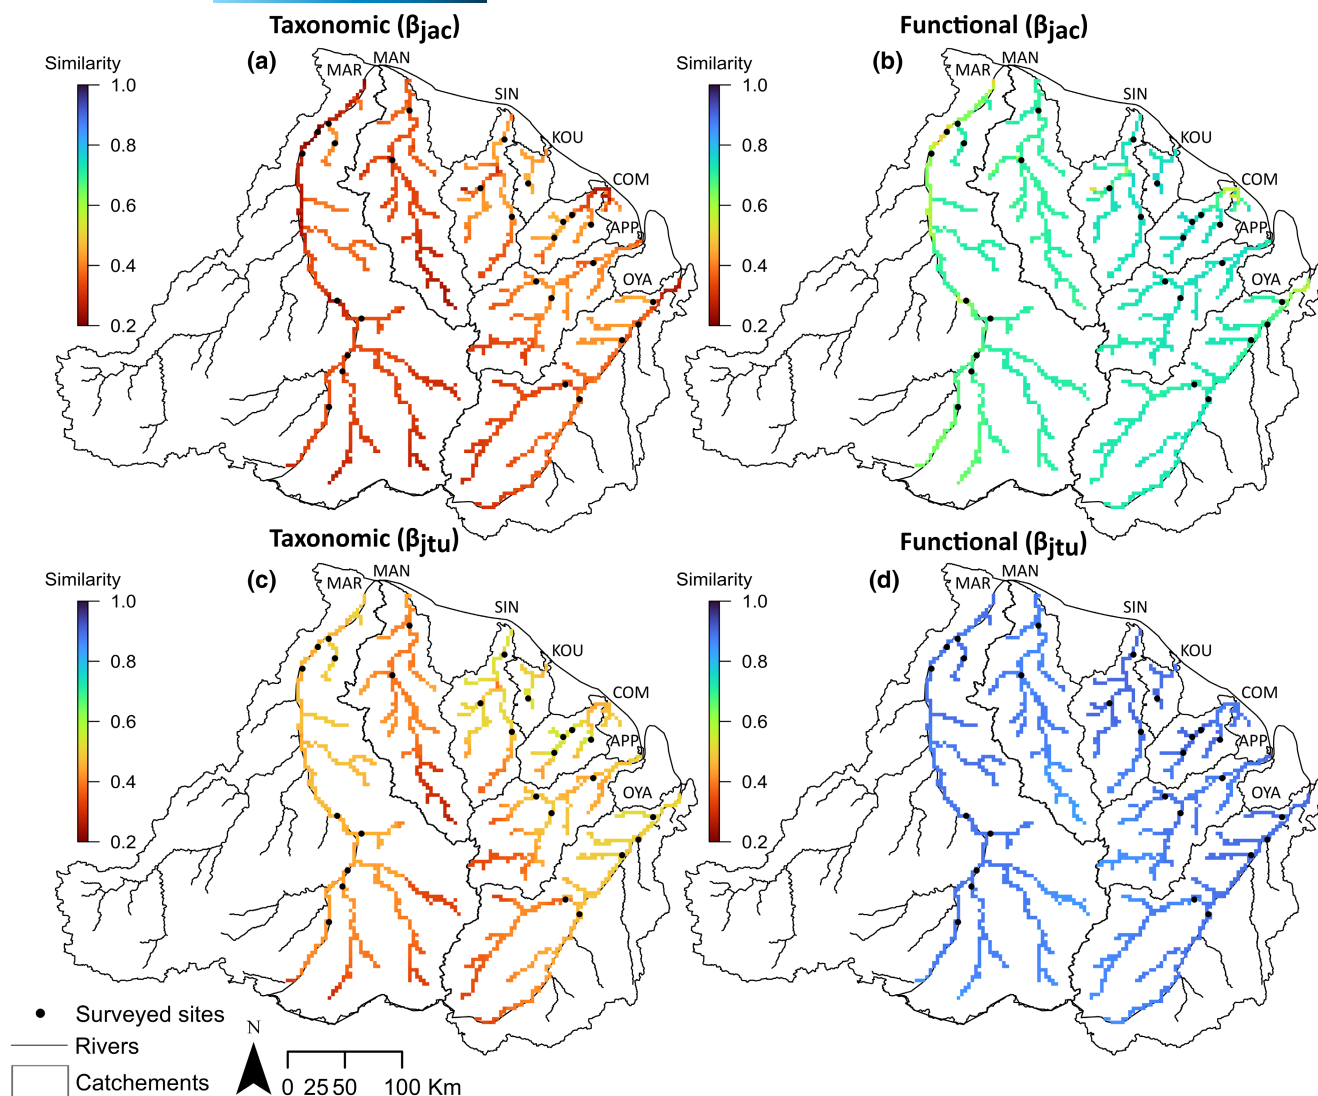 Taxonomic (βjac)
Functional (βjac)
Similarity
(a)
MAR
MAN
SIN
KOU
COM
APP
OYA
1.0
0.8
0.6
0.4
0.2
Similarity
(b)
MAR
MAN
SIN
KOU
COM
APP
OYA
1.0
0.8
0.6
0.4
0.2
Taxonomic (βjtu)
Functional (βjtu)
Similarity
(c)
MAR
MAN
SIN
KOU
COM
APP
OYA
1.0
0.8
0.6
0.4
0.2
Similarity
(d)
MAR
MAN
SIN
KOU
COM
APP
OYA
1.0
0.8
0.6
0.4
0.2
Surveyed sites
Rivers
Catchements
N
0 25 50 100 Km